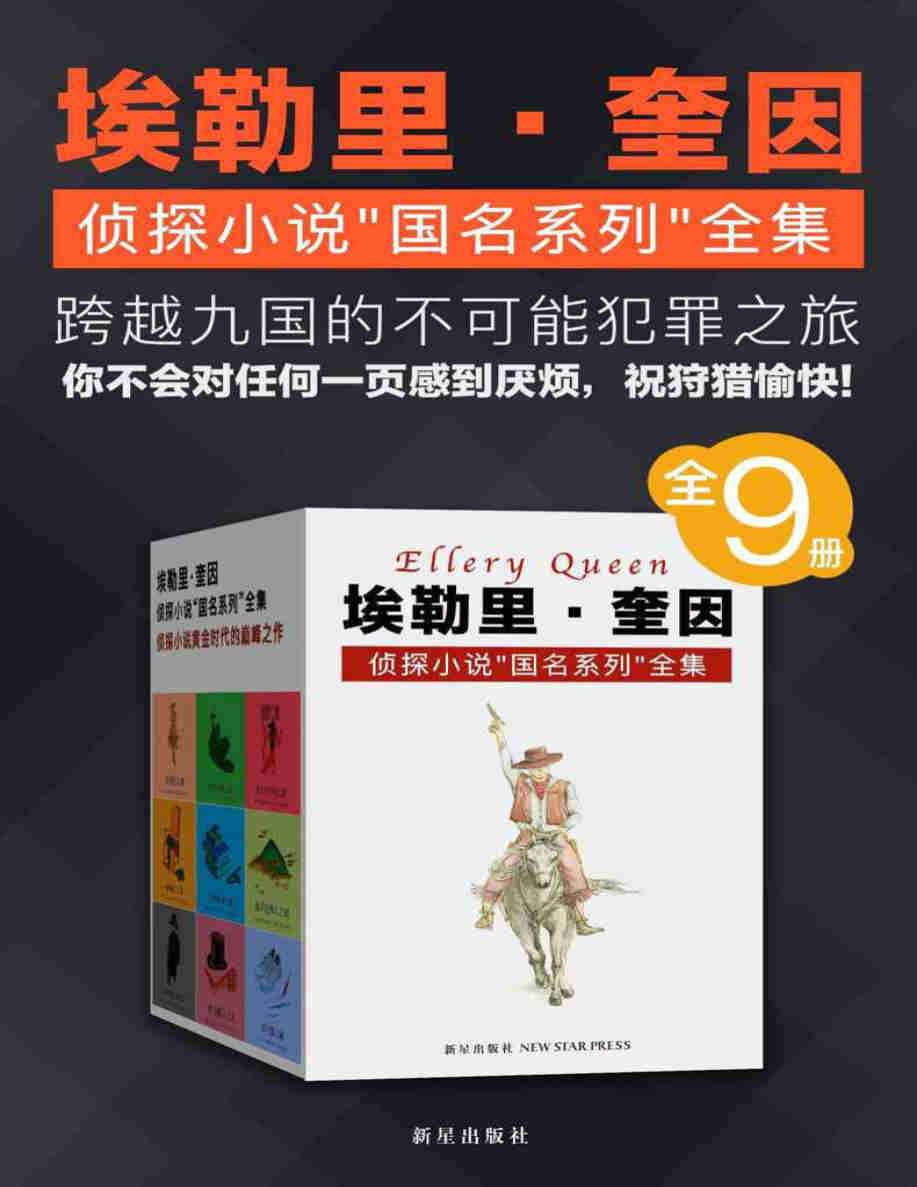 埃勒里·奎因
侦探小说"国名系列"全集
跨越九国的不可能犯罪之旅
你不会对任何一页感到厌烦，祝狩猎愉快!
全9册
埃勒里·奎因
侦探小说"国名系列"全集
侦探小说黄金时代的巅峰之作
Ellery Queen
埃勒里·奎因
侦探小说"国名系列"全集
新星出版社 NEW STAR PRESS
新星出版社